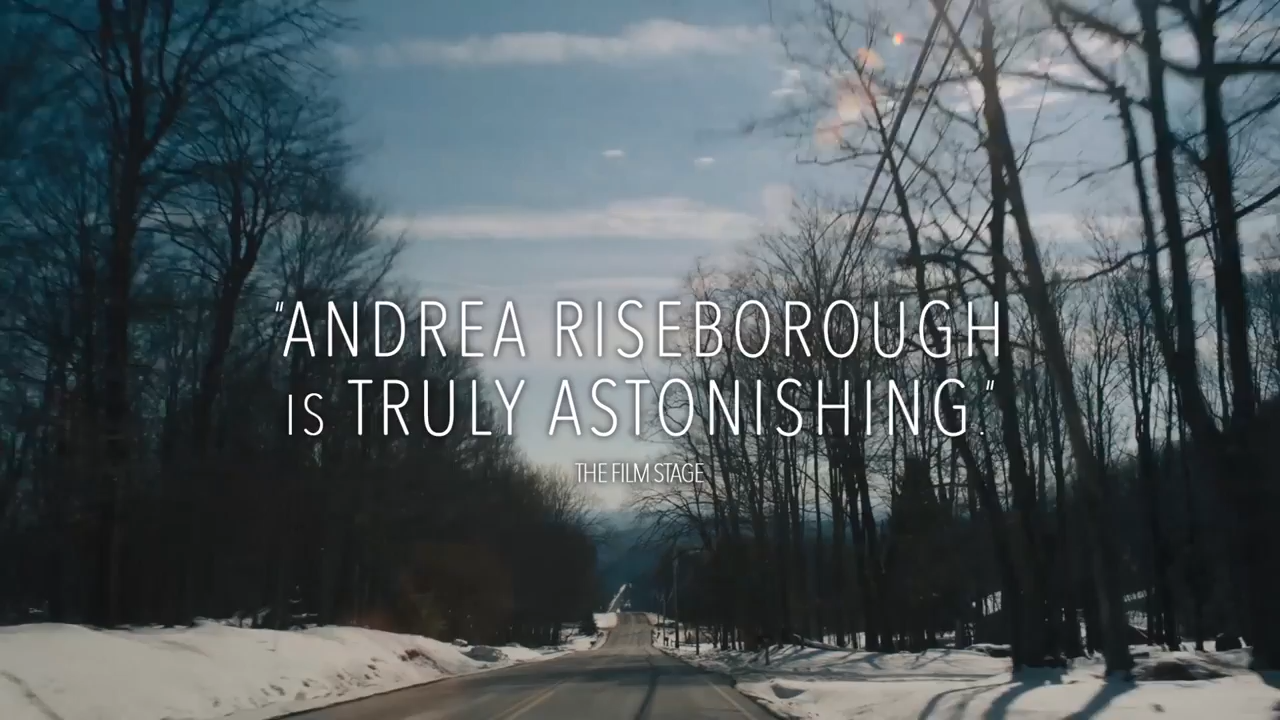 “ANDREA RISEBOROUGH
IS TRULY ASTONISHING.”
THE FILM STAGE